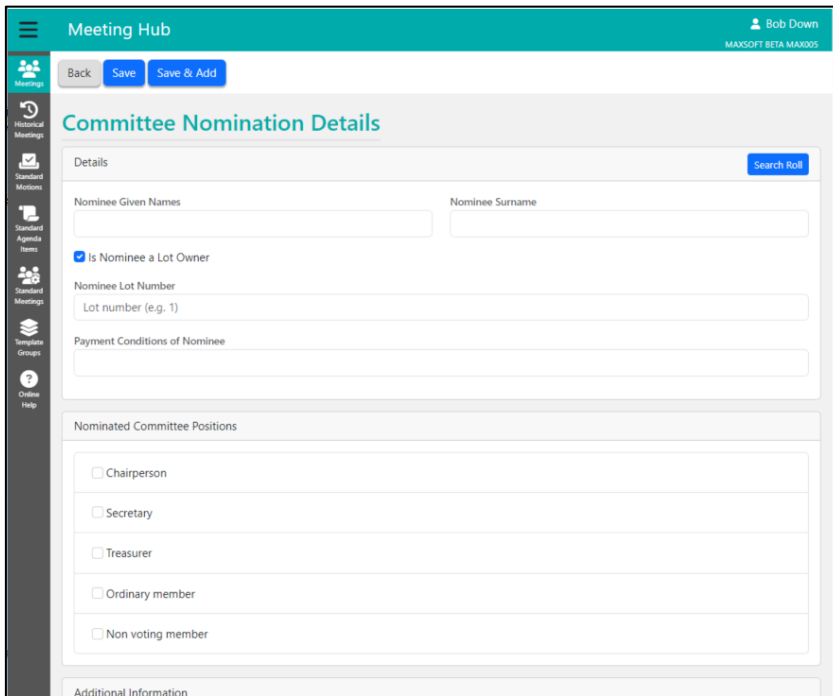 Meeting Hub
Bob Down
MAXSOFT BETA MAX005
Meetings
Historical
Meetings
Standard
Motions
Standard
Agenda
Items
Standard
Meetings
Template
Groups
Online
Help
Back Save Save & Add
Committee Nomination Details
Details Search Roll
Nominee Given Names Nominee Surname
Is Nominee a Lot Owner
Nominee Lot Number
Lot number (e.g. 1)
Payment Conditions of Nominee
Nominated Committee Positions
Chairperson
Secretary
Treasurer
Ordinary member
Non voting member
Additional Information